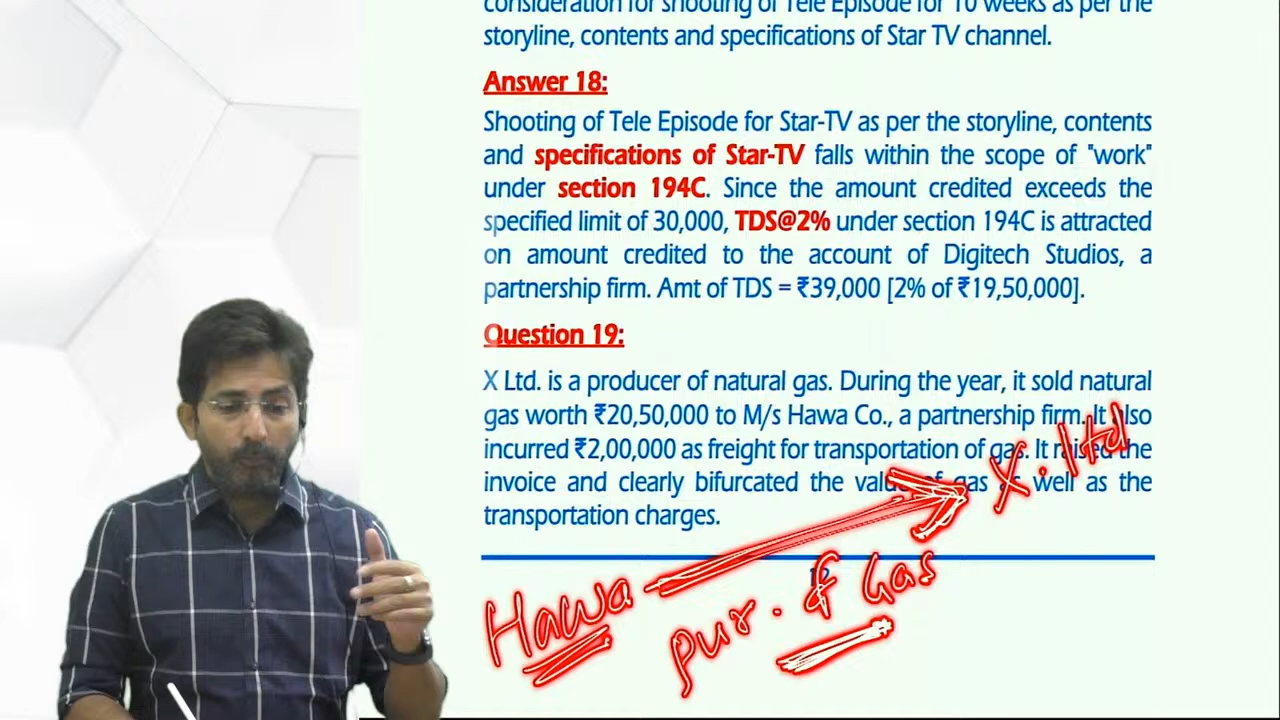 consideration for shooting of Tele Episode for 10 weeks as per the
storyline, contents and specifications of Star TV channel.
Answer 18:
Shooting of Tele Episode for Star-TV as per the storyline, contents
and specifications of Star-TV falls within the scope of "work"
under section 194C. Since the amount credited exceeds the
specified limit of 30,000, TDS@2% under section 194C is attracted
on amount credited to the account of Digitech Studios, a
partnership firm. Amt of TDS = ₹39,000 [2% of ₹19,50,000].
Question 19:
X Ltd. is a producer of natural gas. During the year, it sold natural
gas worth ₹20,50,000 to M/s Hawa Co., a partnership firm. It also
incurred ₹2,00,000 as freight for transportation of gas. It raised the
invoice and clearly bifurcated the value of gas as well as the
transportation charges.
X. ltd
Hawa
pur. of Gas